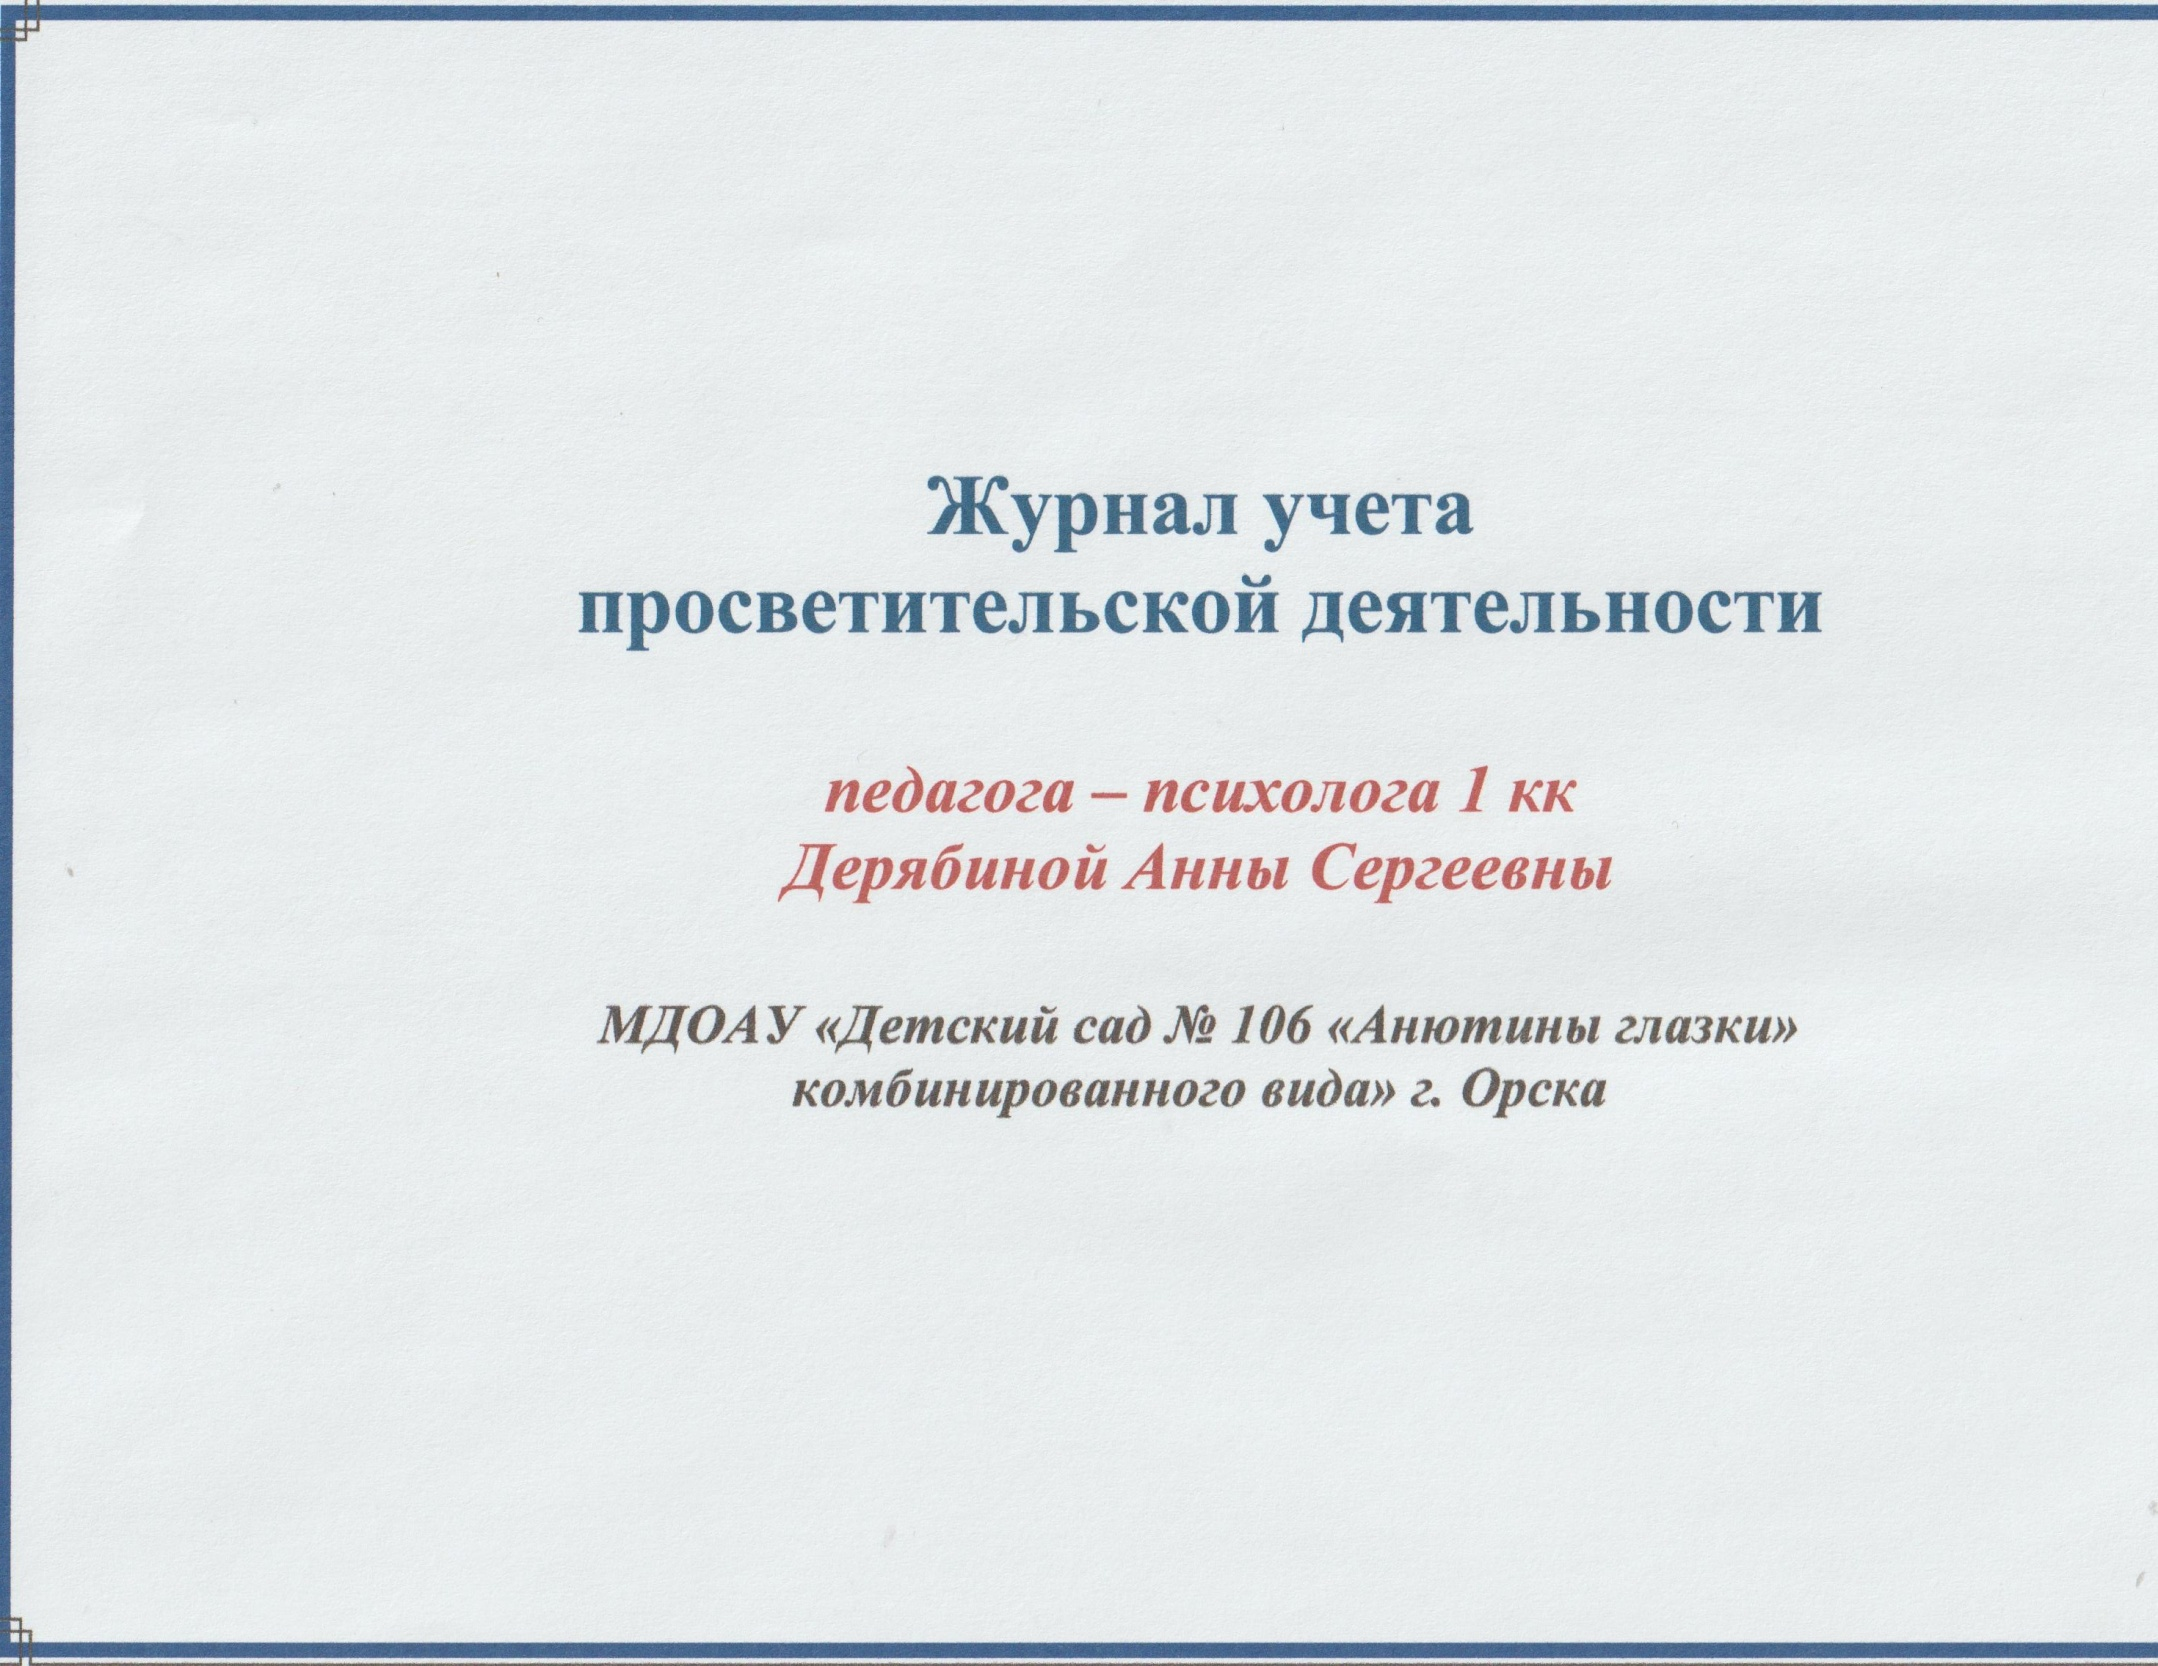 Журнал учета
просветительской деятельности
педагога – психолога 1 кк
Дерябиной Анны Сергеевны
МДОАУ «Детский сад № 106 «Анютины глазки»
комбинированного вида» г. Орска